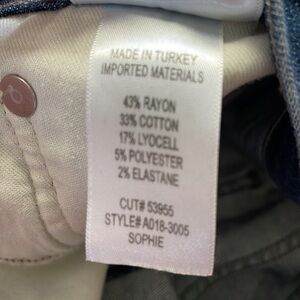 MADE IN TURKEY
IMPORTED MATERIALS
43% RAYON
33% COTTON
17% LYOCELL
5% POLYESTER
2% ELASTANE
CUT# 53955
STYLE# A018-3005
SOPHIE